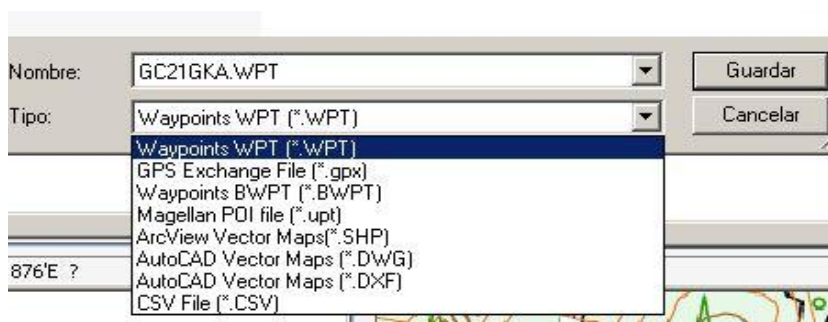 Nombre: GC21GKA.WPT Guardar
Tipo: Waypoints WPT (*.WPT) Cancelar
Waypoints WPT (*.WPT)
GPS Exchange File (*.gpx)
Waypoints BWPT (*.BWPT)
Magellan POI file (*.upt)
ArcView Vector Maps(*.SHP)
AutoCAD Vector Maps (*.DWG)
876'E ? AutoCAD Vector Maps (*.DXF)
CSV File (*.CSV)